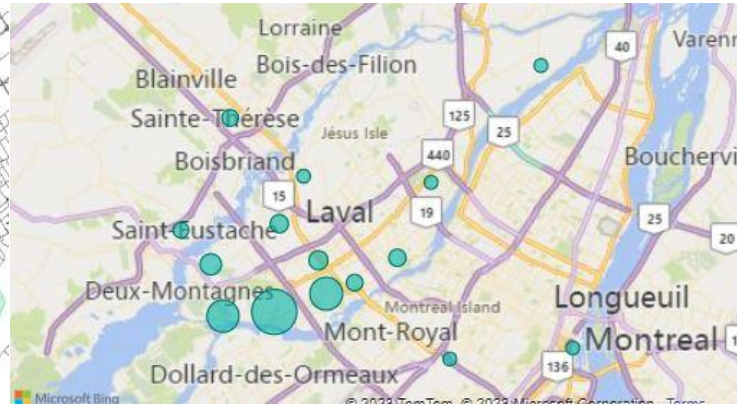 Lorraine
40
Varenn
Blainville
Bois-des-Filion
Sainte-Thérèse
Jésus Isle
125
25
Boisbriand
440
Bouchervi
15
Laval
19
25
Saint-Eustache
20
Deux-Montagnes
Montreal Island
Longueuil
Mont-Royal
Montreal
1
136
Dollard-des-Ormeaux
Microsoft Bing
© 2023 TomTom, © 2023 Microsoft Corporation Terms